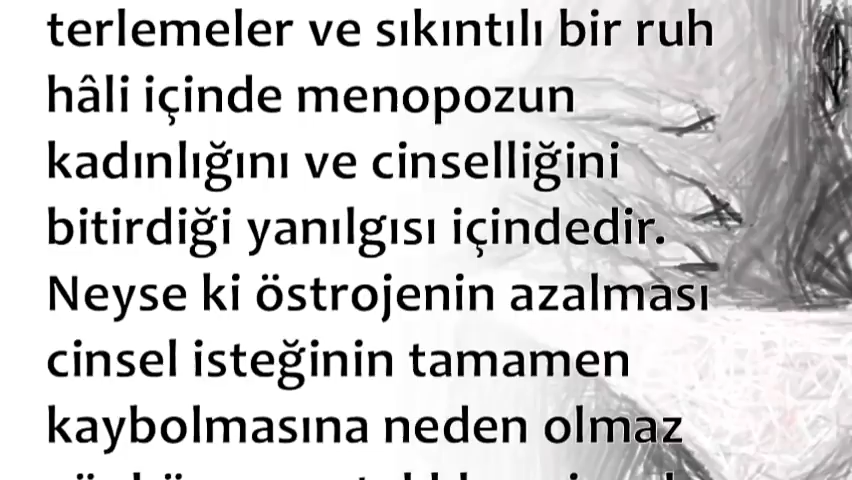 terlemeler ve sıkıntılı bir ruh
hâli içinde menopozun
kadınlığını ve cinselliğini
bitirdiği yanılgısı içindedir.
Neyse ki östrojenin azalması
cinsel isteğinin tamamen
kaybolmasına neden olmaz